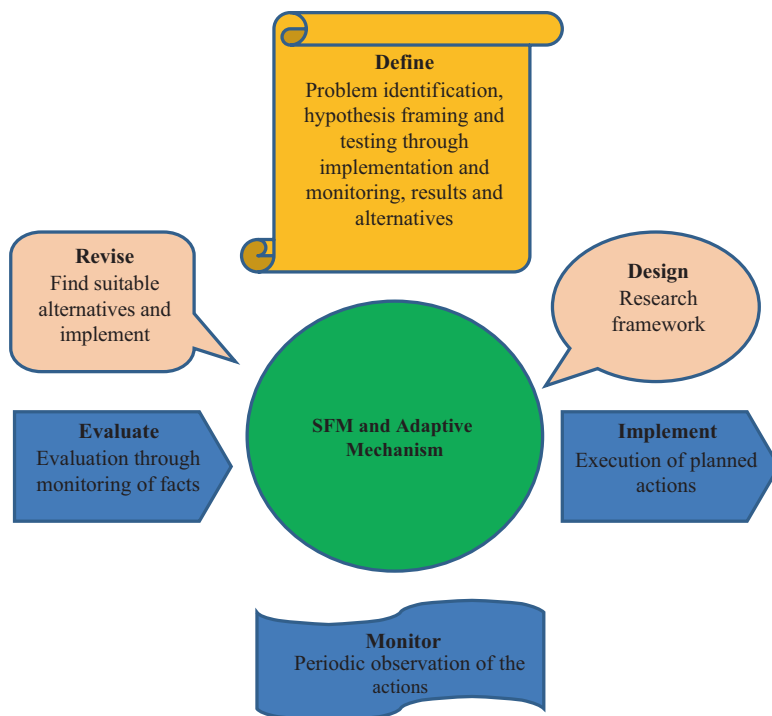 Define
Problem identification,
hypothesis framing and
testing through
implementation and
monitoring, results and
alternatives
Revise
Find suitable
alternatives and
implement
Design
Research
framework
SFM and Adaptive
Mechanism
Evaluate
Evaluation through
monitoring of facts
Implement
Execution of planned
actions
Monitor
Periodic observation of the
actions